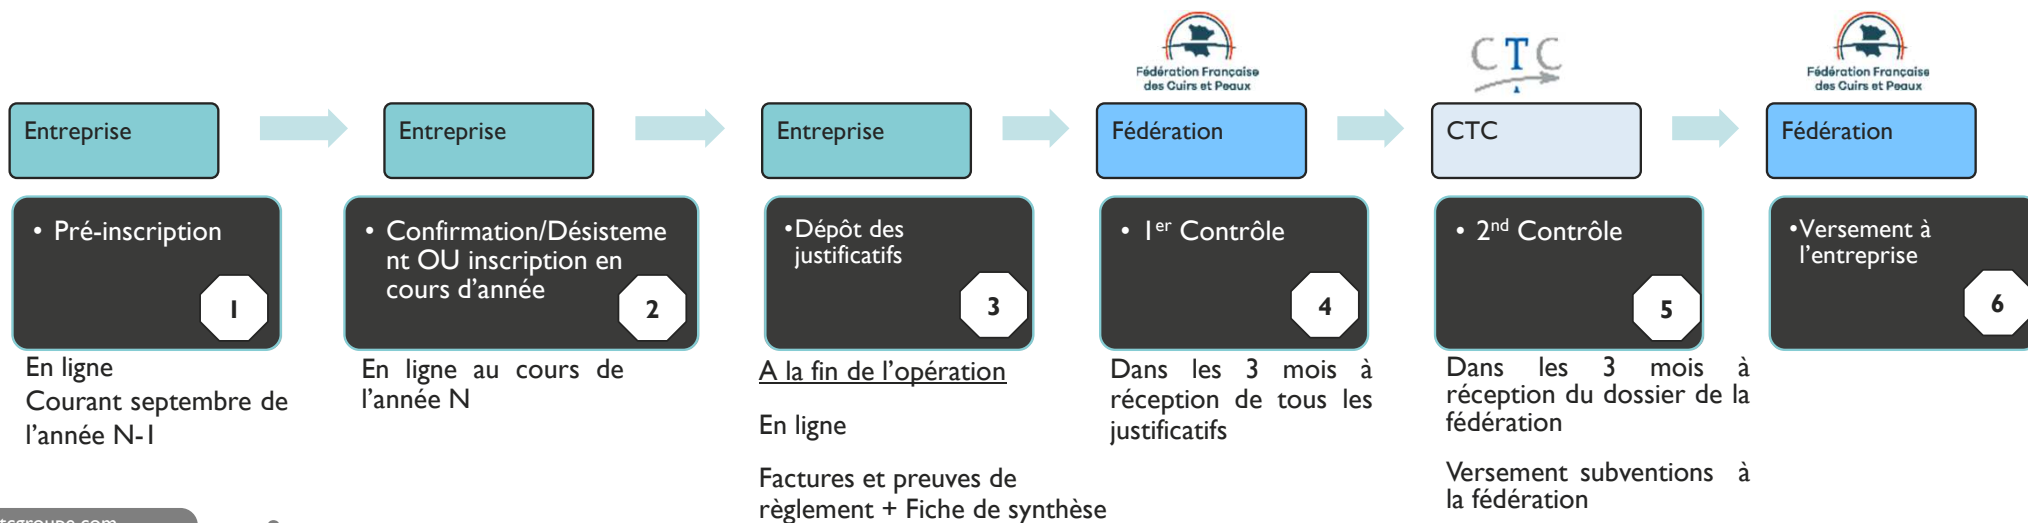 Fédération Française
des Cuirs et Peaux
CTC
Fédération Française
des Cuirs et Peaux
Entreprise
Entreprise
Entreprise
Fédération
CTC
Fédération
• Pré-inscription
1
• Confirmation/Désisteme
nt OU inscription en
cours d’année
2
•Dépôt des
justificatifs
3
• 1er Contrôle
4
• 2nd Contrôle
5
•Versement à
l’entreprise
6
En ligne
Courant septembre de
l’année N-1
En ligne au cours de
l’année N
A la fin de l’opération
En ligne
Factures et preuves de
règlement + Fiche de synthèse
Dans les 3 mois à
réception de tous les
justificatifs
Dans les 3 mois à
réception du dossier de la
fédération
Versement subventions à
la fédération